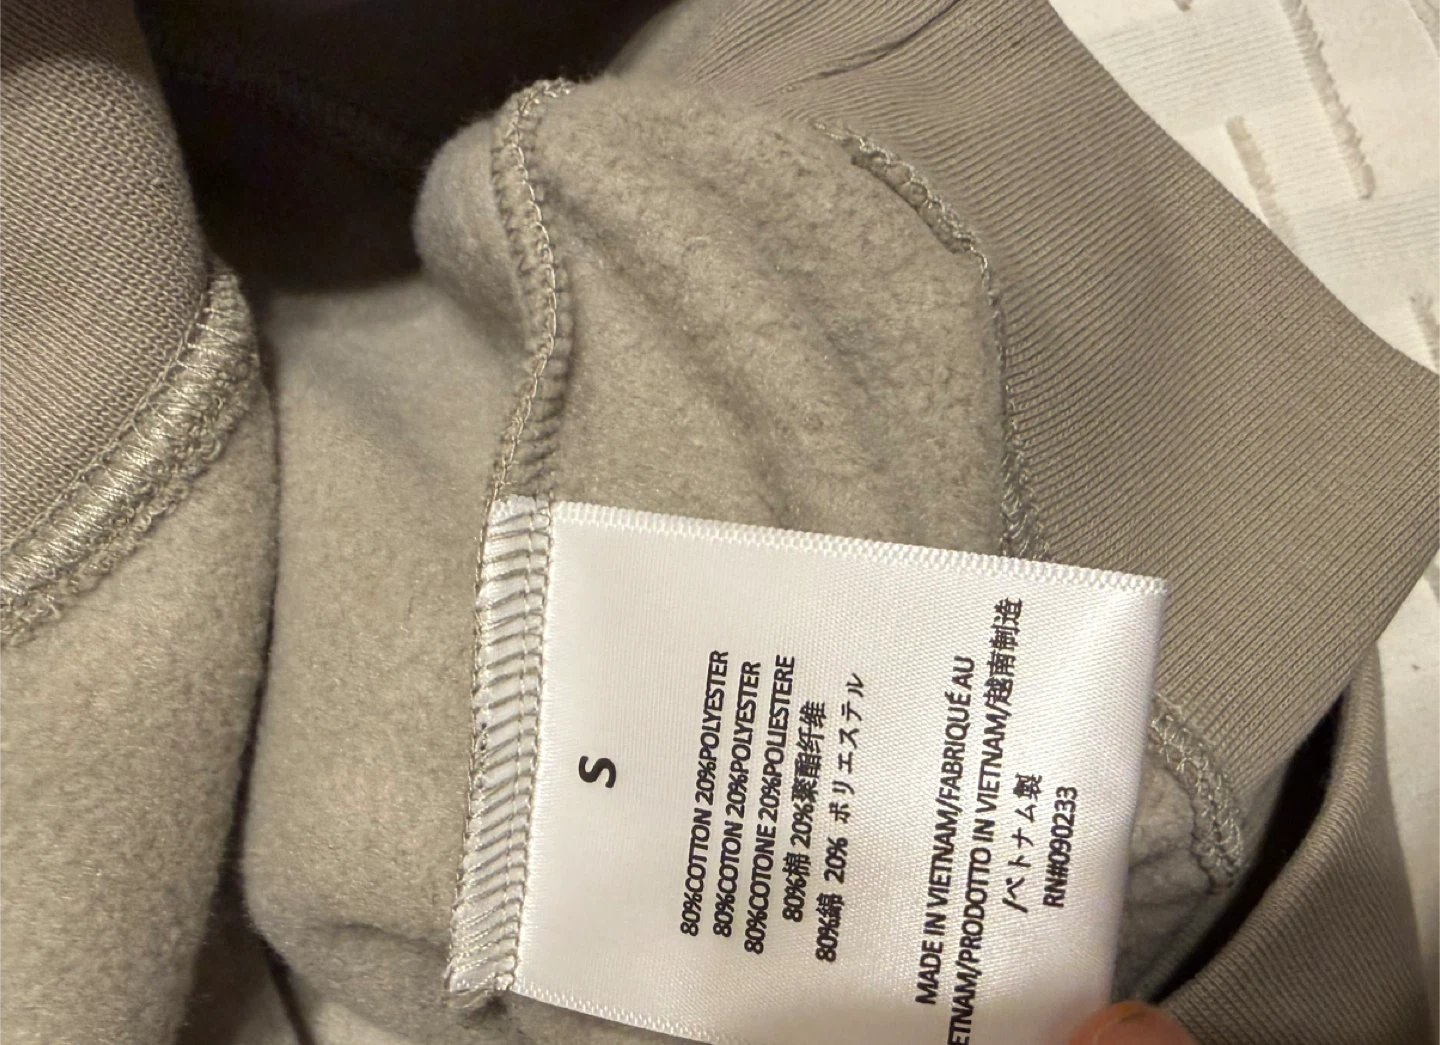 S
80%COTTON 20%POLYESTER
80%COTON 20%POLYESTER
80%COTONE 20%POLIESTERE
80%棉 20%聚酯纤维
80%綿 20% ポリエステル
MADE IN VIETNAM/FABRIQUÉ AU
ETNAM/PRODOTTO IN VIETNAM/越南制造
/ベトナム製
RN#090233